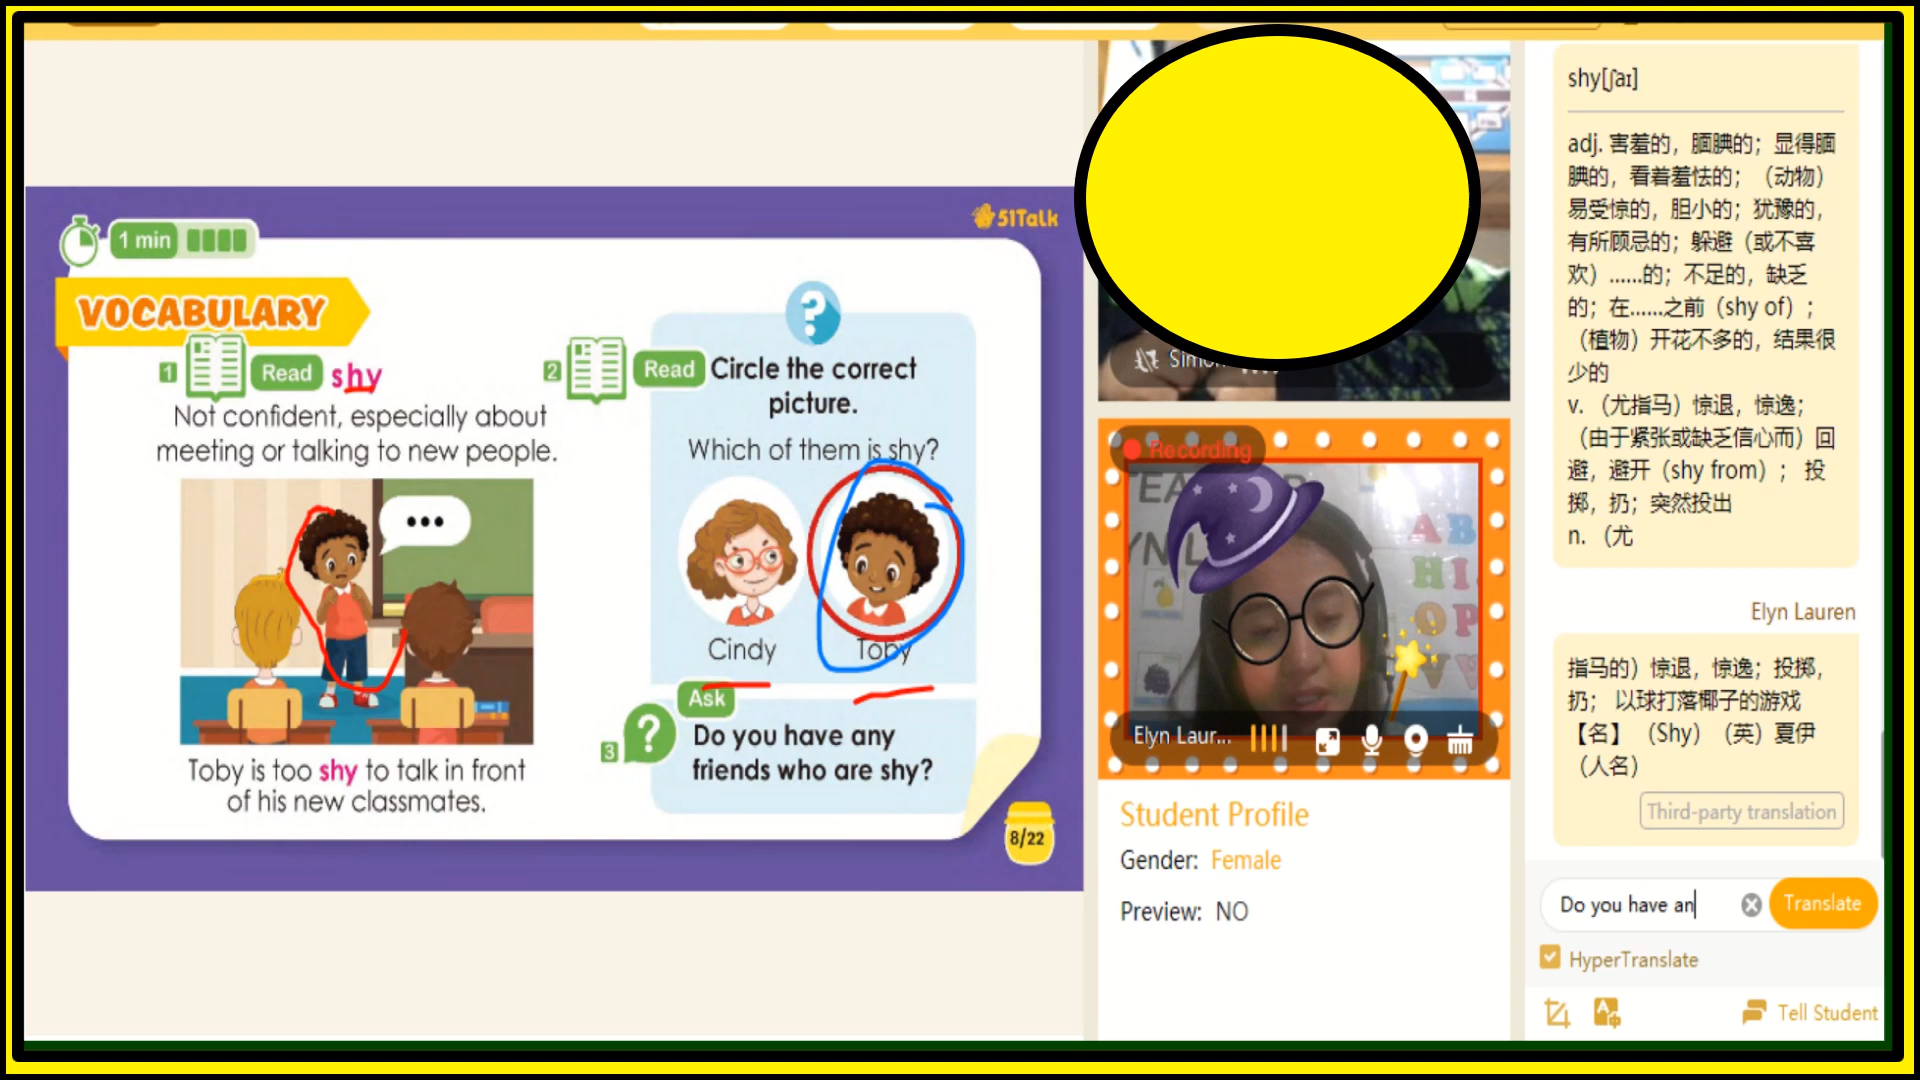 51Talk
1 min
VOCABULARY
1 Read shy
Not confident, especially about
meeting or talking to new people.
Toby is too shy to talk in front
of his new classmates.
2 Read Circle the correct
picture.
Which of them is shy?
Cindy
Toby
Ask
3 ? Do you have any
friends who are shy?
8/22
Recording
A B
H I
O P
V W
Elyn Laur...
Student Profile
Gender: Female
Preview: NO
shy[ʃaɪ]
adj. 害羞的，腼腆的；显得腼
腆的，看着羞怯的；（动物）
易受惊的，胆小的；犹豫的，
有所顾忌的；躲避（或不喜
欢）……的；不足的，缺乏
的；在……之前（shy of）；
（植物）开花不多的，结果很
少的
v. （尤指马）惊退，惊逸；
（由于紧张或缺乏信心而）回
避，避开（shy from）； 投
掷，扔；突然投出
n. （尤
Elyn Lauren
指马的）惊退，惊逸；投掷，
扔； 以球打落椰子的游戏
【名】 （Shy）（英）夏伊
（人名）
Third-party translation
Do you have an
Translate
HyperTranslate
Tell Student